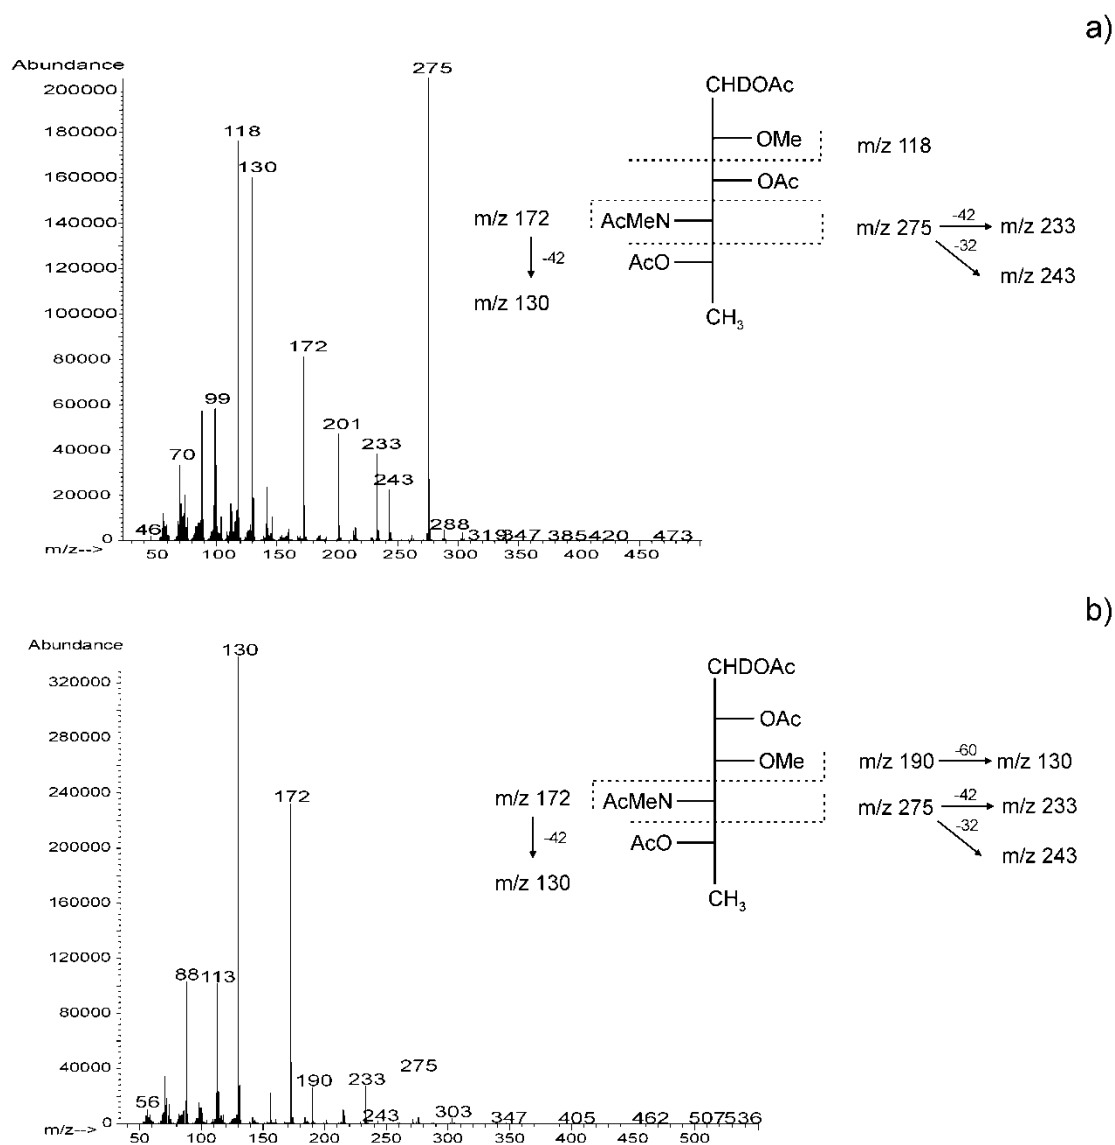 a)
Abundance
200000
180000
160000
140000
120000
100000
80000
60000
40000
20000
0
m/z-->
50
100
150
200
250
300
350
400
450
46
70
99
118
130
172
201
233
243
275
288
319
347
385
420
473
CHDOAc
OMe
m/z 118
OAc
m/z 172
AcMeN
m/z 275
-42
m/z 233
-42
-32
AcO
m/z 243
m/z 130
CH3
b)
Abundance
320000
280000
240000
200000
160000
120000
80000
40000
0
m/z-->
50
100
150
200
250
300
350
400
450
500
56
88
113
130
172
190
233
243
275
303
347
405
462
507
536
CHDOAc
OAc
OMe
m/z 190
-60
m/z 130
m/z 172
AcMeN
m/z 275
-42
m/z 233
-42
-32
AcO
m/z 243
m/z 130
CH3